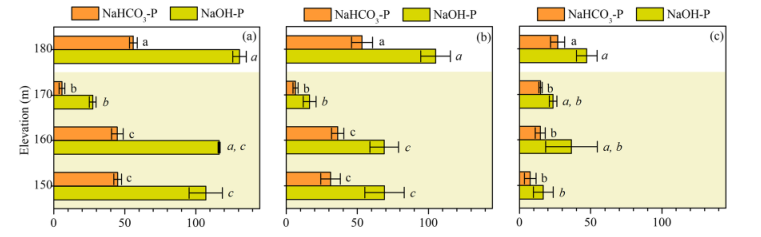 NaHCO3-P NaOH-P NaHCO3-P NaOH-P NaHCO3-P NaOH-P
(a) (b) (c)
180 a a a
a a a
170 b b b
b b a, b
160 c c b
a, c c a, b
150 c c b
c c b
Elevation (m)
0 50 100 0 50 100 0 50 100